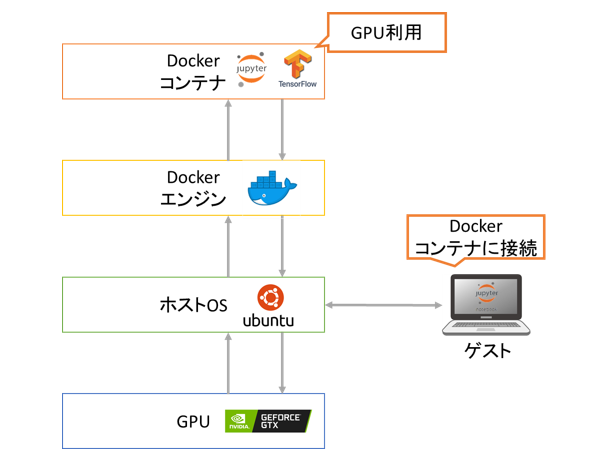 GPU利用
Docker
コンテナ
jupyter
TensorFlow
Docker
エンジン
Docker
コンテナに接続
ホストOS
ubuntu
jupyter
ゲスト
GPU
NVIDIA
GEFORCE
GTX